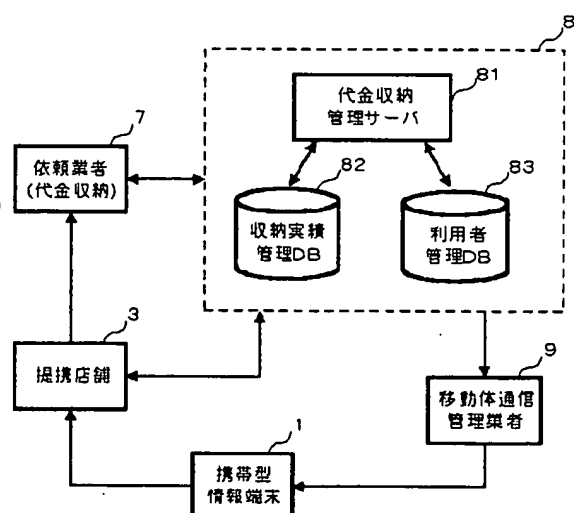 8
81
代金収納
管理サーバ
7
依頼業者
(代金収納)
82
収納実績
管理DB
83
利用者
管理DB
3
提携店舗
9
移動体通信
管理業者
1
携帯型
情報端末